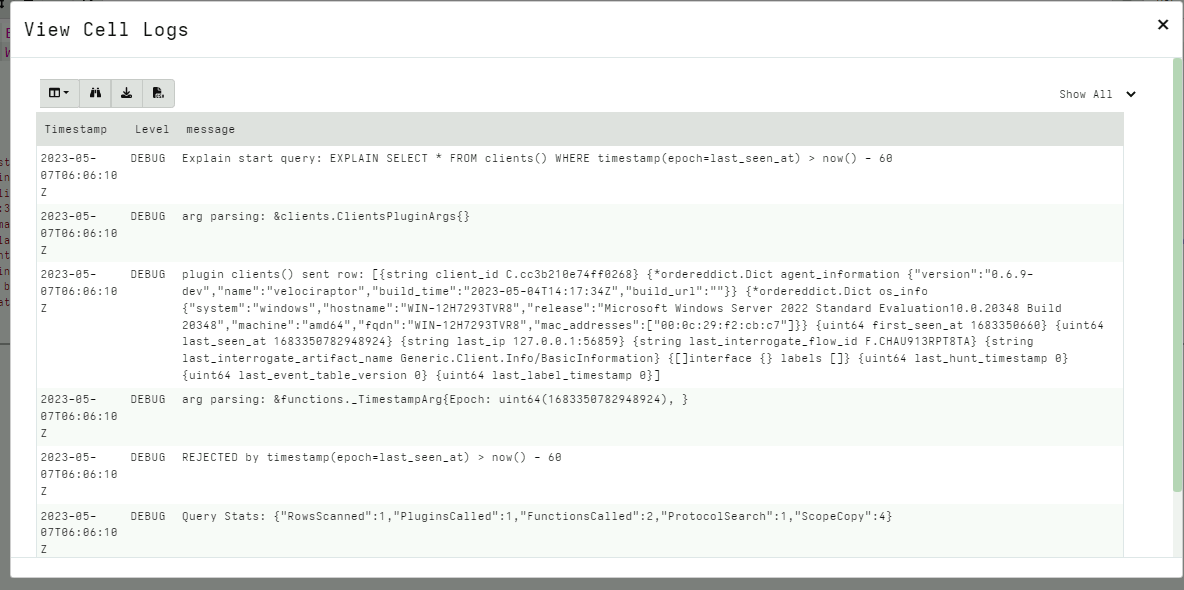 View Cell Logs
Show All
Timestamp Level message
2023-05- DEBUG Explain start query: EXPLAIN SELECT * FROM clients() WHERE timestamp(epoch=last_seen_at) > now() - 60
07T06:06:10
Z
2023-05- DEBUG arg parsing: &clients.ClientsPluginArgs{}
07T06:06:10
Z
2023-05- DEBUG plugin clients() sent row: [{string client_id C.cc3b210e74ff0268} {*ordereddict.Dict agent_information {"version":"0.6.9-
07T06:06:10 dev","name":"velociraptor","build_time":"2023-05-04T14:17:34Z","build_url":""}} {*ordereddict.Dict os_info
Z {"system":"windows","hostname":"WIN-12H7293TVR8","release":"Microsoft Windows Server 2022 Standard Evaluation10.0.20348 Build
20348","machine":"amd64","fqdn":"WIN-12H7293TVR8","mac_addresses":["00:0c:29:f2:cb:c7"]}} {uint64 first_seen_at 1683350660} {uint64
last_seen_at 1683350782948924} {string last_ip 127.0.0.1:56859} {string last_interrogate_flow_id F.CHAU913RPT8TA} {string
last_interrogate_artifact_name Generic.Client.Info/BasicInformation} {[]interface {} labels []} {uint64 last_hunt_timestamp 0}
{uint64 last_event_table_version 0} {uint64 last_label_timestamp 0}]
2023-05- DEBUG arg parsing: &functions._TimestampArg{Epoch: uint64(1683350782948924), }
07T06:06:10
Z
2023-05- DEBUG REJECTED by timestamp(epoch=last_seen_at) > now() - 60
07T06:06:10
Z
2023-05- DEBUG Query Stats: {"RowsScanned":1,"PluginsCalled":1,"FunctionsCalled":2,"ProtocolSearch":1,"ScopeCopy":4}
07T06:06:10
Z